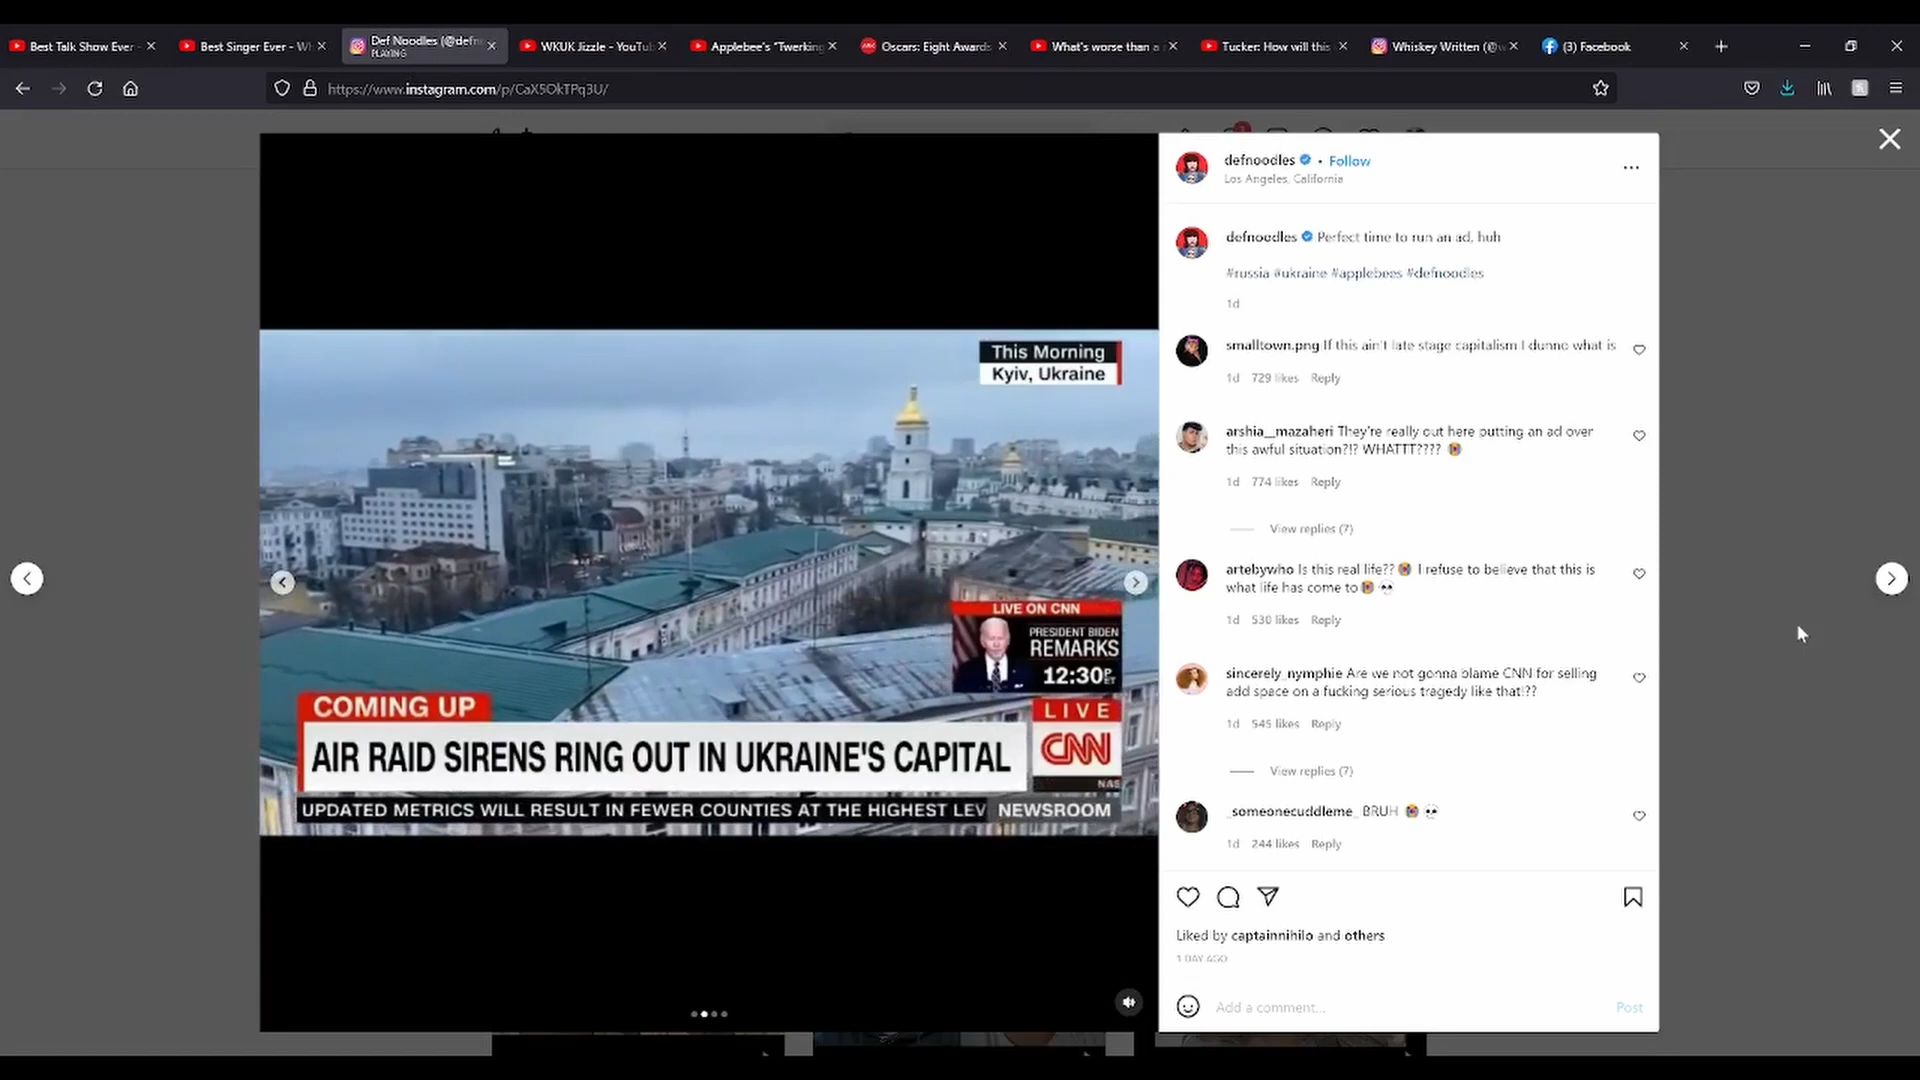 Best Talk Show Ever
Best Singer Ever - W
Def Noodles (@defn
PLAYING
WKUK Jizzle - YouTu
Applebee's "Twerking
Oscars: Eight Awards
What's worse than a
Tucker: How will this
Whiskey Written (@w
(3) Facebook
https://www.instagram.com/p/CaX5OkTPq3U/
This Morning
Kyiv, Ukraine
LIVE ON CNN
PRESIDENT BIDEN
REMARKS
12:30P ET
COMING UP
LIVE
AIR RAID SIRENS RING OUT IN UKRAINE'S CAPITAL
CNN
NAS
UPDATED METRICS WILL RESULT IN FEWER COUNTIES AT THE HIGHEST LEV
NEWSROOM
defnoodles • Follow
Los Angeles, California
defnoodles Perfect time to run an ad, huh
#russia #ukraine #applebees #defnoodles
1d
smalltown.png If this ain't late stage capitalism I dunno what is
1d 729 likes Reply
arshia__mazaheri They're really out here putting an ad over
this awful situation?!? WHATTT???? 😭
1d 774 likes Reply
View replies (7)
artebywho Is this real life?? 😭 I refuse to believe that this is
what life has come to 😭 💀
1d 530 likes Reply
sincerely_nymphie Are we not gonna blame CNN for selling
add space on a fucking serious tragedy like that!??
1d 545 likes Reply
View replies (7)
_someonecuddleme_ BRUH 😭 💀
1d 244 likes Reply
Liked by captainnihilo and others
1 DAY AGO
Add a comment...
Post